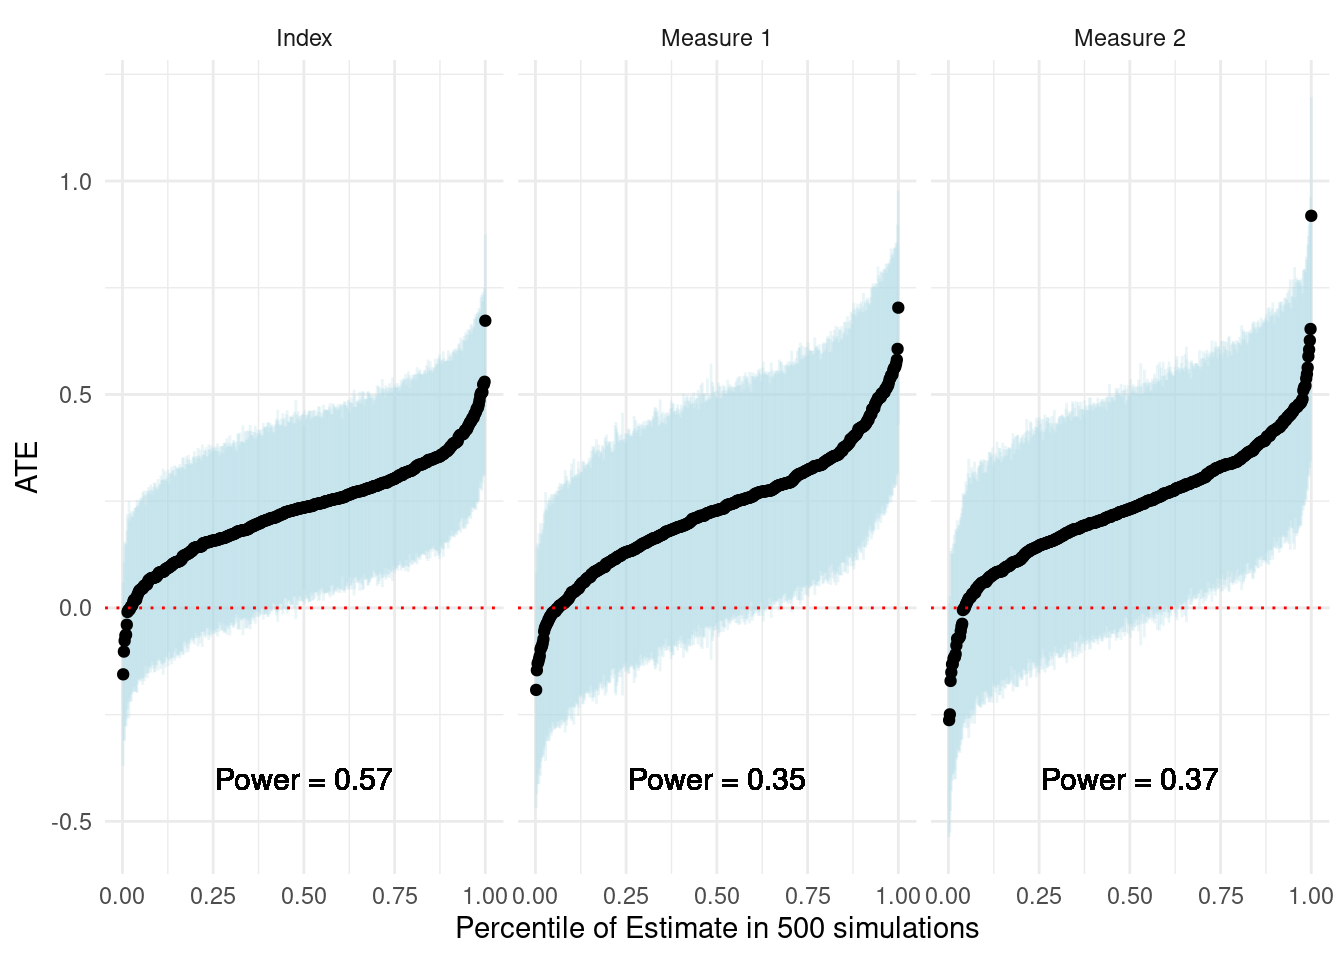 Index Measure 1 Measure 2
ATE
1.0
0.5
0.0
-0.5
Power = 0.57 Power = 0.35 Power = 0.37
0.00 0.25 0.50 0.75 1.00 0.00 0.25 0.50 0.75 1.00 0.00 0.25 0.50 0.75 1.00
Percentile of Estimate in 500 simulations